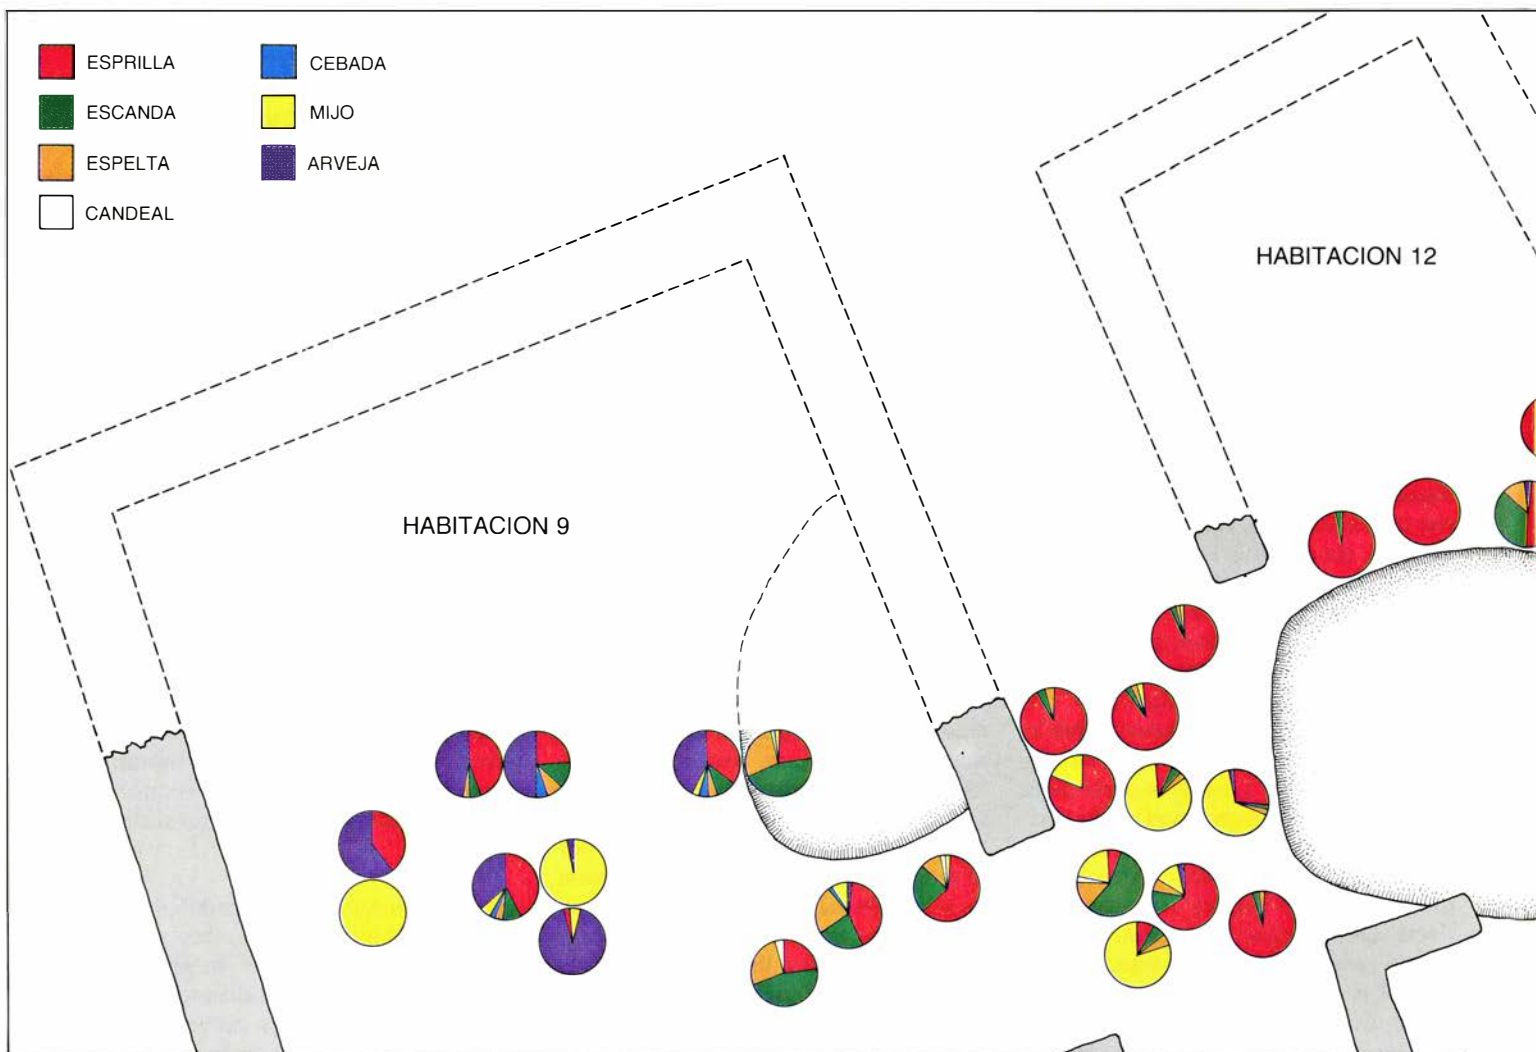 ESPRILLA
ESCANDA
ESPELTA
CANDEAL
CEBADA
MIJO
ARVEJA
HABITACION 12
HABITACION 9